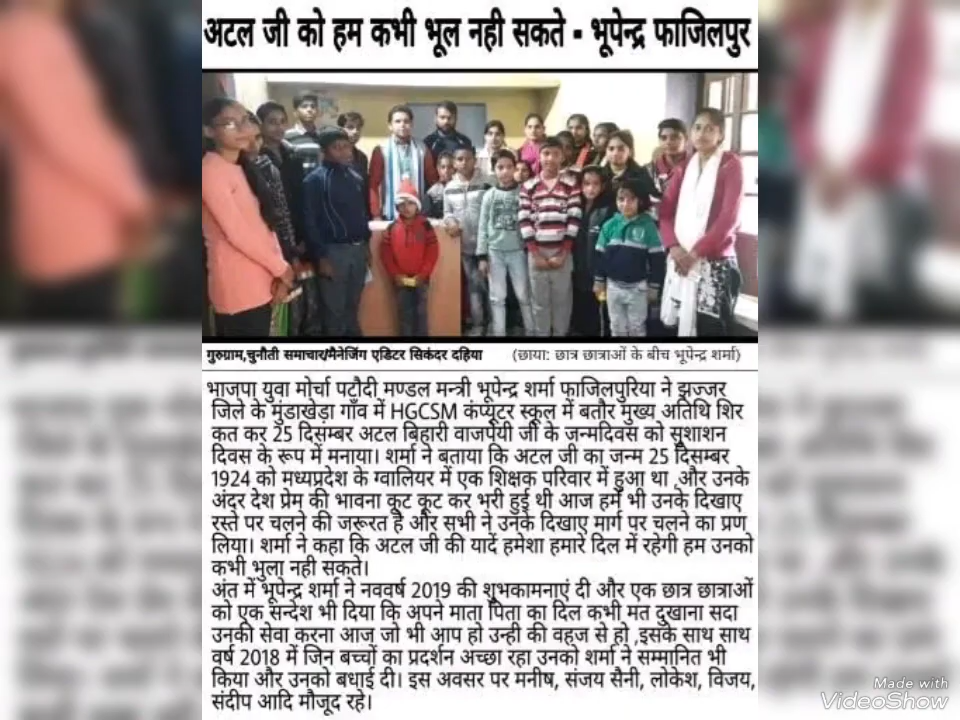 अटल जी को हम कभी भूल नही सकते - भूपेन्द्र फाजिलपुर
गुरुग्राम,चुनौती समाचार/मैनेजिंग एडिटर सिकंदर दहिया (छाया: छात्र छात्राओं के बीच भूपेन्द्र शर्मा)
भाजपा युवा मोर्चा पटौदी मण्डल मन्त्री भूपेन्द्र शर्मा फ़ाजिलपुरिया ने झज्जर
जिले के मुंडाखेड़ा गाँव में HGCSM कंप्यूटर स्कूल में बतौर मुख्य अतिथि शिर
कत कर 25 दिसम्बर अटल बिहारी वाजपेयी जी के जन्मदिवस को सुशाशन
दिवस के रूप में मनाया। शर्मा ने बताया कि अटल जी का जन्म 25 दिसम्बर
1924 को मध्यप्रदेश के ग्वालियर में एक शिक्षक परिवार में हुआ था ,और उनके
अंदर देश प्रेम की भावना कूट कूट कर भरी हुई थी आज हमें भी उनके दिखाए
रस्ते पर चलने की जरूरत है और सभी ने उनके दिखाए मार्ग पर चलने का प्रण
लिया। शर्मा ने कहा कि अटल जी की यादें हमेशा हमारे दिल में रहेगी हम उनको
कभी भुला नही सकते।
अंत में भूपेन्द्र शर्मा ने नववर्ष 2019 की शुभकामनाएं दी और एक छात्र छात्राओं
को एक सन्देश भी दिया कि अपने माता पिता का दिल कभी मत दुखाना सदा
उनकी सेवा करना आज जो भी आप हो उन्ही की वहज से हो ,इसके साथ साथ
वर्ष 2018 में जिन बच्चों का प्रदर्शन अच्छा रहा उनको शर्मा ने सम्मानित भी
किया और उनको बधाई दी। इस अवसर पर मनीष, संजय सैनी, लोकेश, विजय,
संदीप आदि मौजूद रहे।
Made with
VideoShow